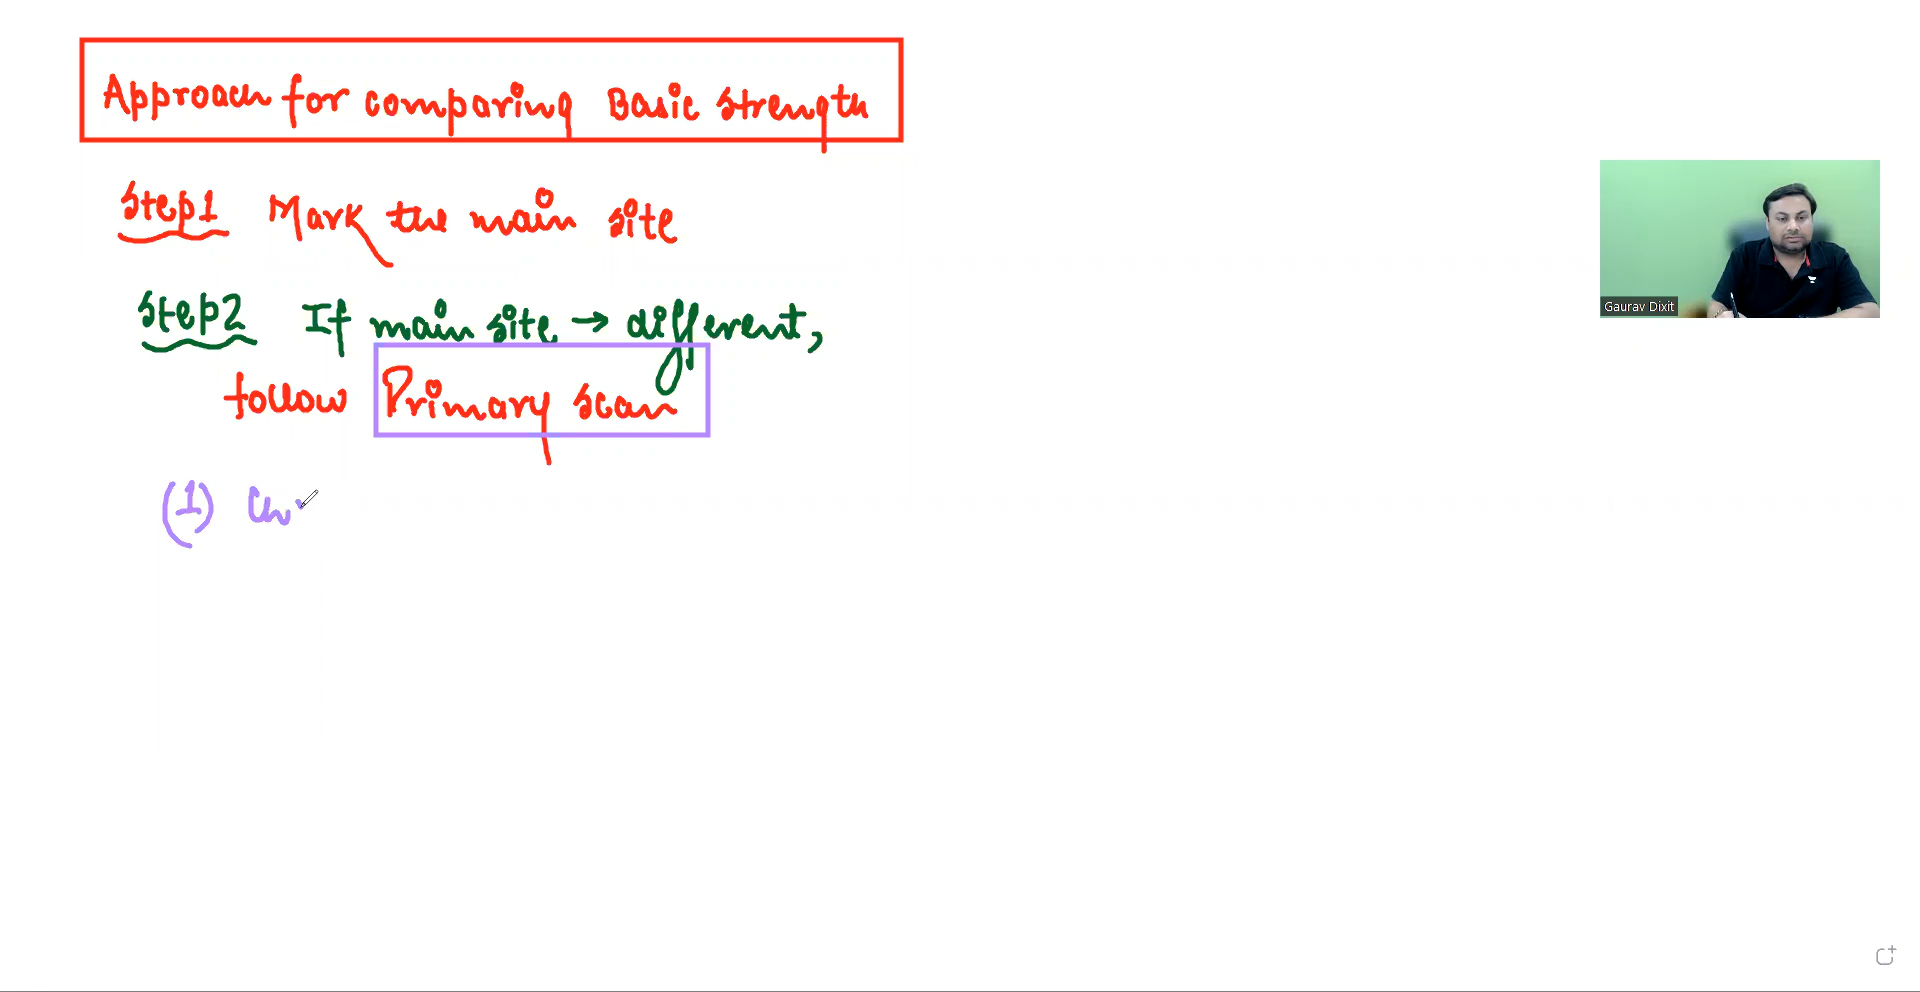 Approach for comparing Basic strength
Step1 Mark the main site
Step2 If main site → different,
follow Primary scan
(1)
Gaurav Dixit